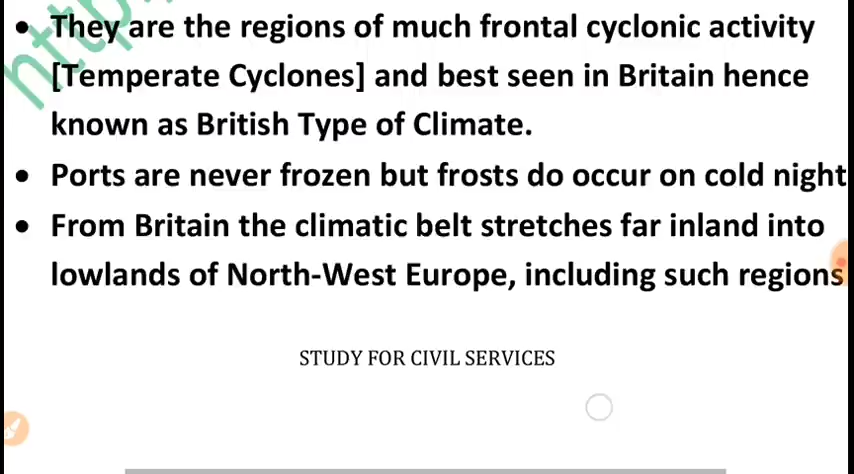 http:
• They are the regions of much frontal cyclonic activity
[Temperate Cyclones] and best seen in Britain hence
known as British Type of Climate.
• Ports are never frozen but frosts do occur on cold night
• From Britain the climatic belt stretches far inland into
lowlands of North-West Europe, including such regions
STUDY FOR CIVIL SERVICES